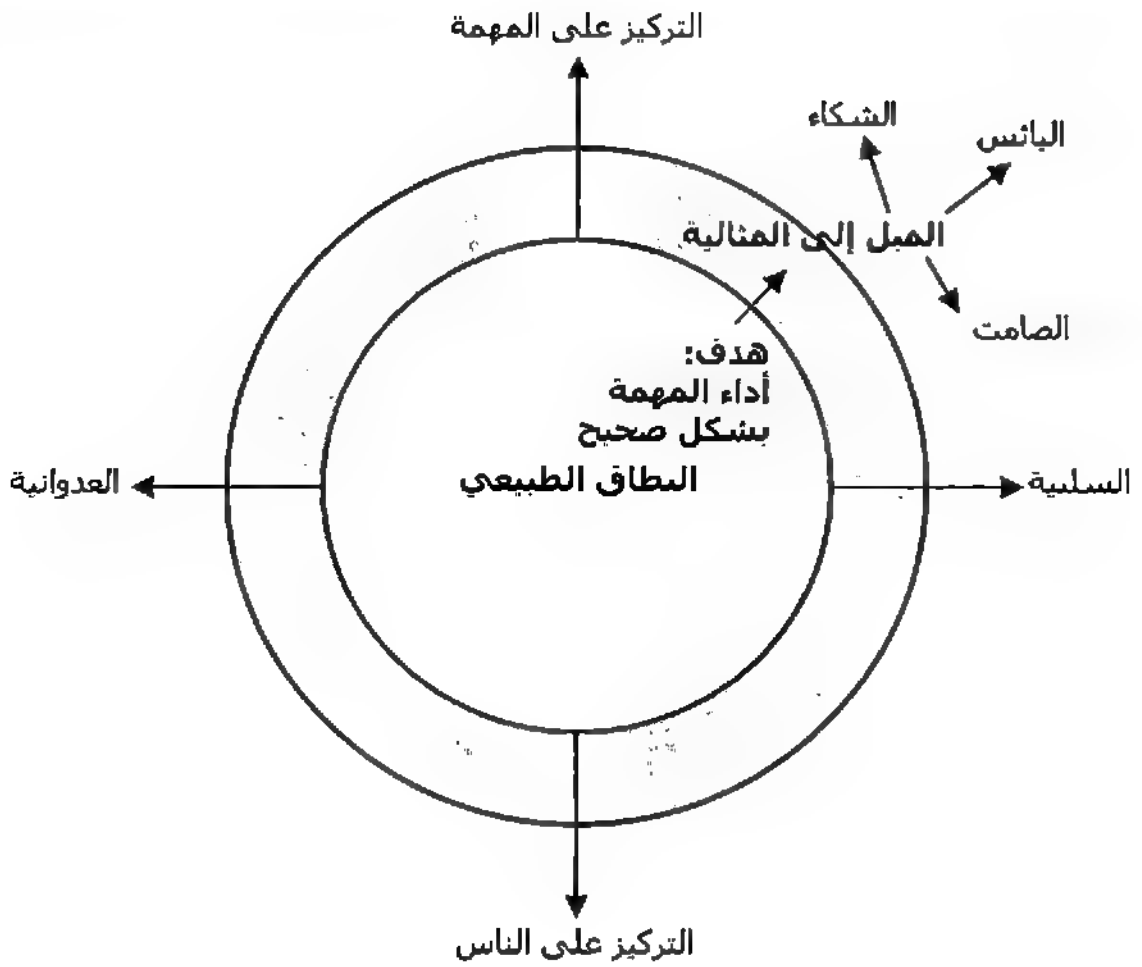 التركيز على المهمة
الشكاء
اليائس
الميل إلى المثالية
الصامت
هدف:
أداء المهمة
بشكل صحيح
النطاق الطبيعي
العدوانية
السلبية
التركيز على الناس